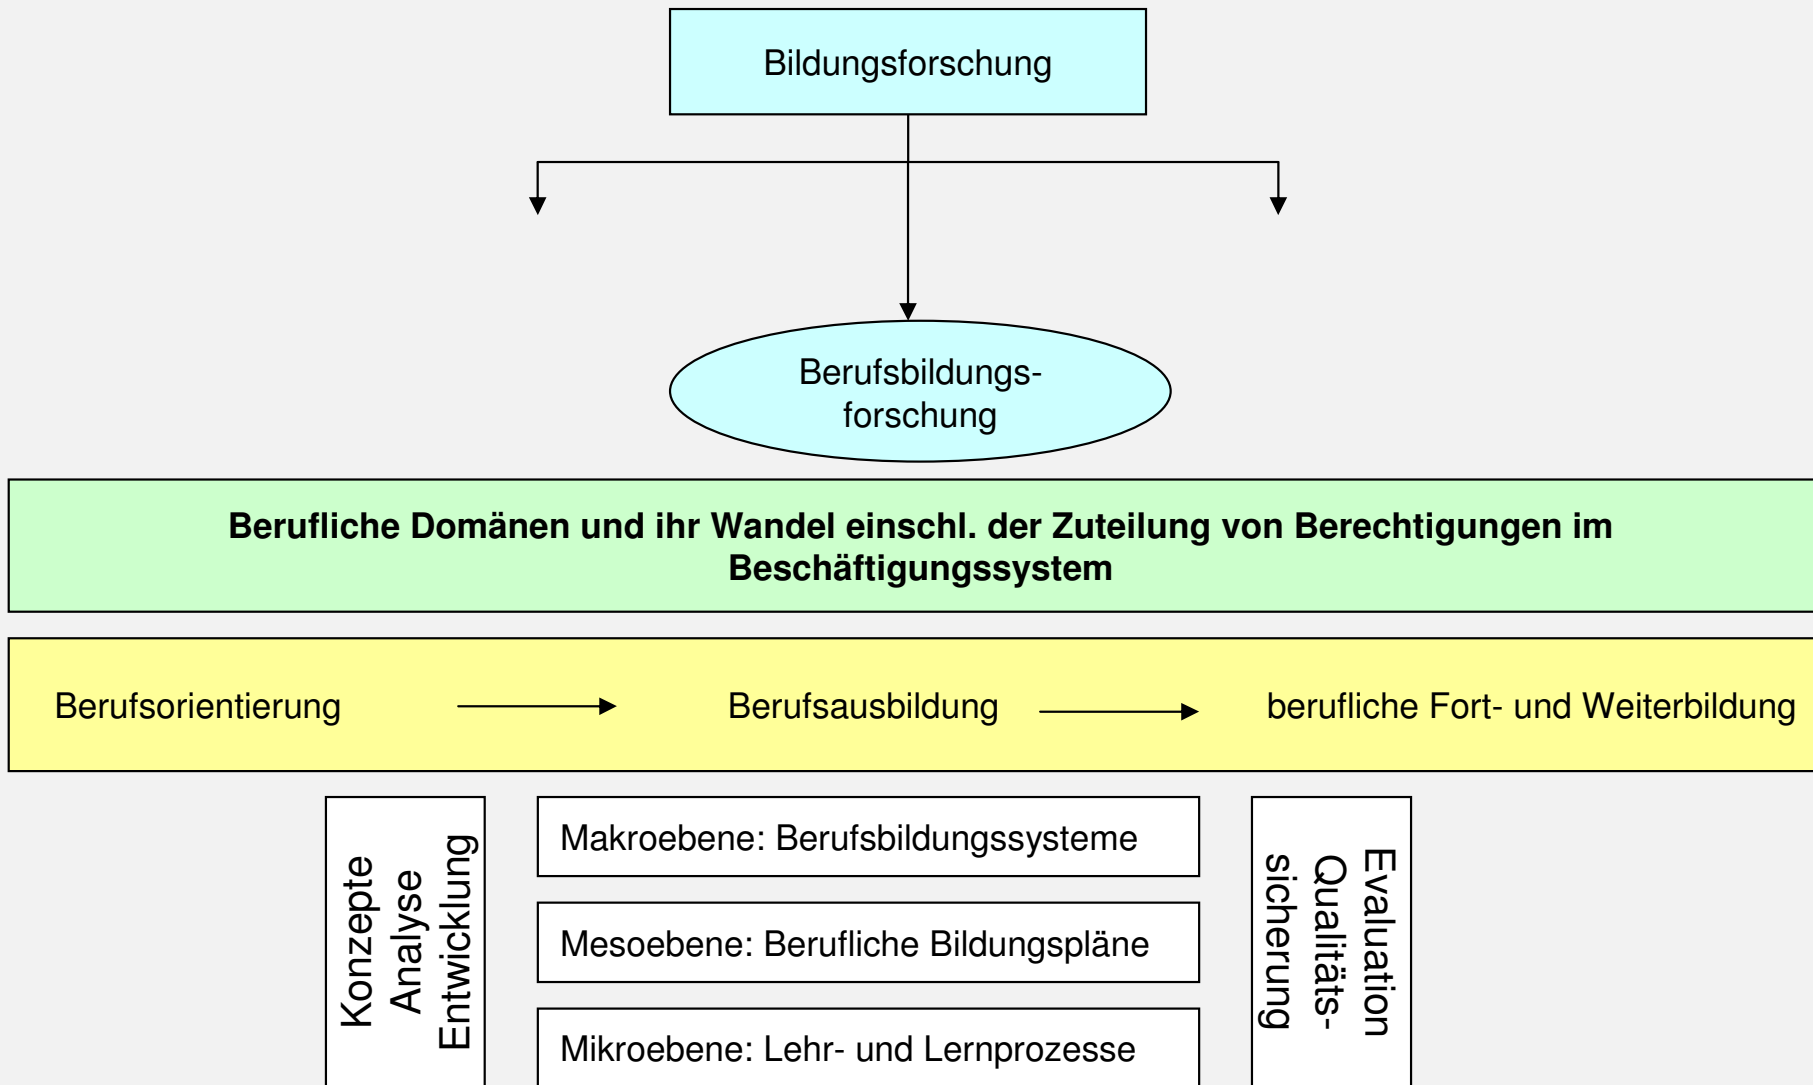 Bildungsforschung
Berufsbildungs-
forschung
Berufliche Domänen und ihr Wandel einschl. der Zuteilung von Berechtigungen im
Beschäftigungssystem
Berufsorientierung
Berufsausbildung
berufliche Fort- und Weiterbildung
Konzepte
Analyse
Entwicklung
Makroebene: Berufsbildungssysteme
Mesoebene: Berufliche Bildungspläne
Mikroebene: Lehr- und Lernprozesse
Evaluation
Qualitäts-
sicherung